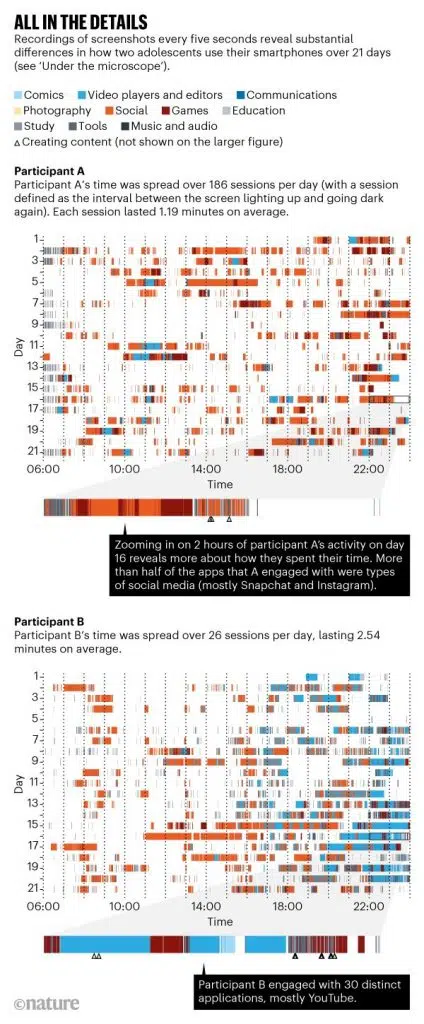 ALL IN THE DETAILS
Recordings of screenshots every five seconds reveal substantial
differences in how two adolescents use their smartphones over 21 days
(see ‘Under the microscope’).
Comics Video players and editors Communications
Photography Social Games Education
Study Tools Music and audio
Creating content (not shown on the larger figure)
Participant A
Participant A’s time was spread over 186 sessions per day (with a session
defined as the interval between the screen lighting up and going dark
again). Each session lasted 1.19 minutes on average.
1
3
5
7
9
Day
11
13
15
17
19
21
06:00 10:00 14:00 18:00 22:00
Time
Zooming in on 2 hours of participant A’s activity on day
16 reveals more about how they spent their time. More
than half of the apps that A engaged with were types
of social media (mostly Snapchat and Instagram).
Participant B
Participant B’s time was spread over 26 sessions per day, lasting 2.54
minutes on average.
1
3
5
7
9
Day
11
13
15
17
19
21
06:00 10:00 14:00 18:00 22:00
Time
Participant B engaged with 30 distinct
applications, mostly YouTube.
©nature